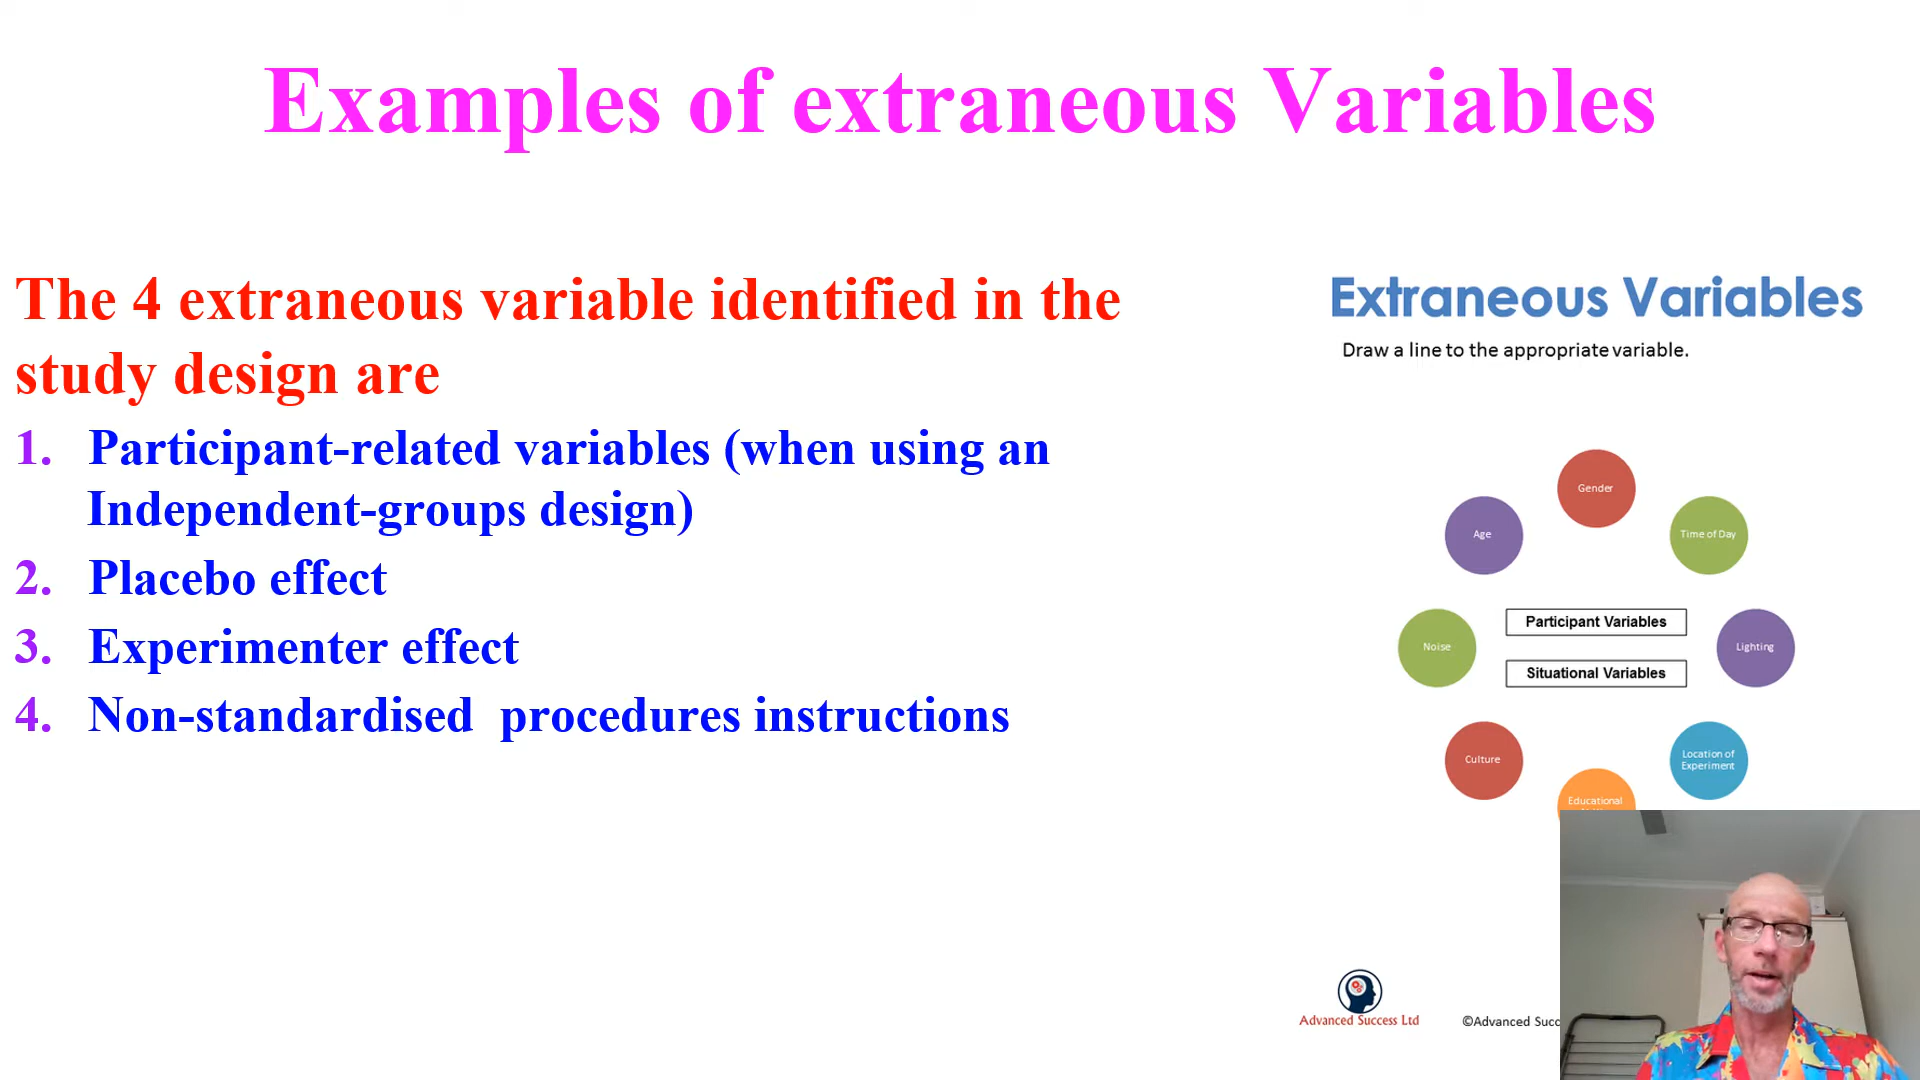 Examples of extraneous Variables
The 4 extraneous variable identified in the
study design are
1. Participant-related variables (when using an
Independent-groups design)
2. Placebo effect
3. Experimenter effect
4. Non-standardised  procedures instructions
Extraneous Variables
Draw a line to the appropriate variable.
Gender
Age
Time of Day
Participant Variables
Noise
Lighting
Situational Variables
Culture
Location of
Experiment
Educational
Advanced Success Ltd
©Advanced